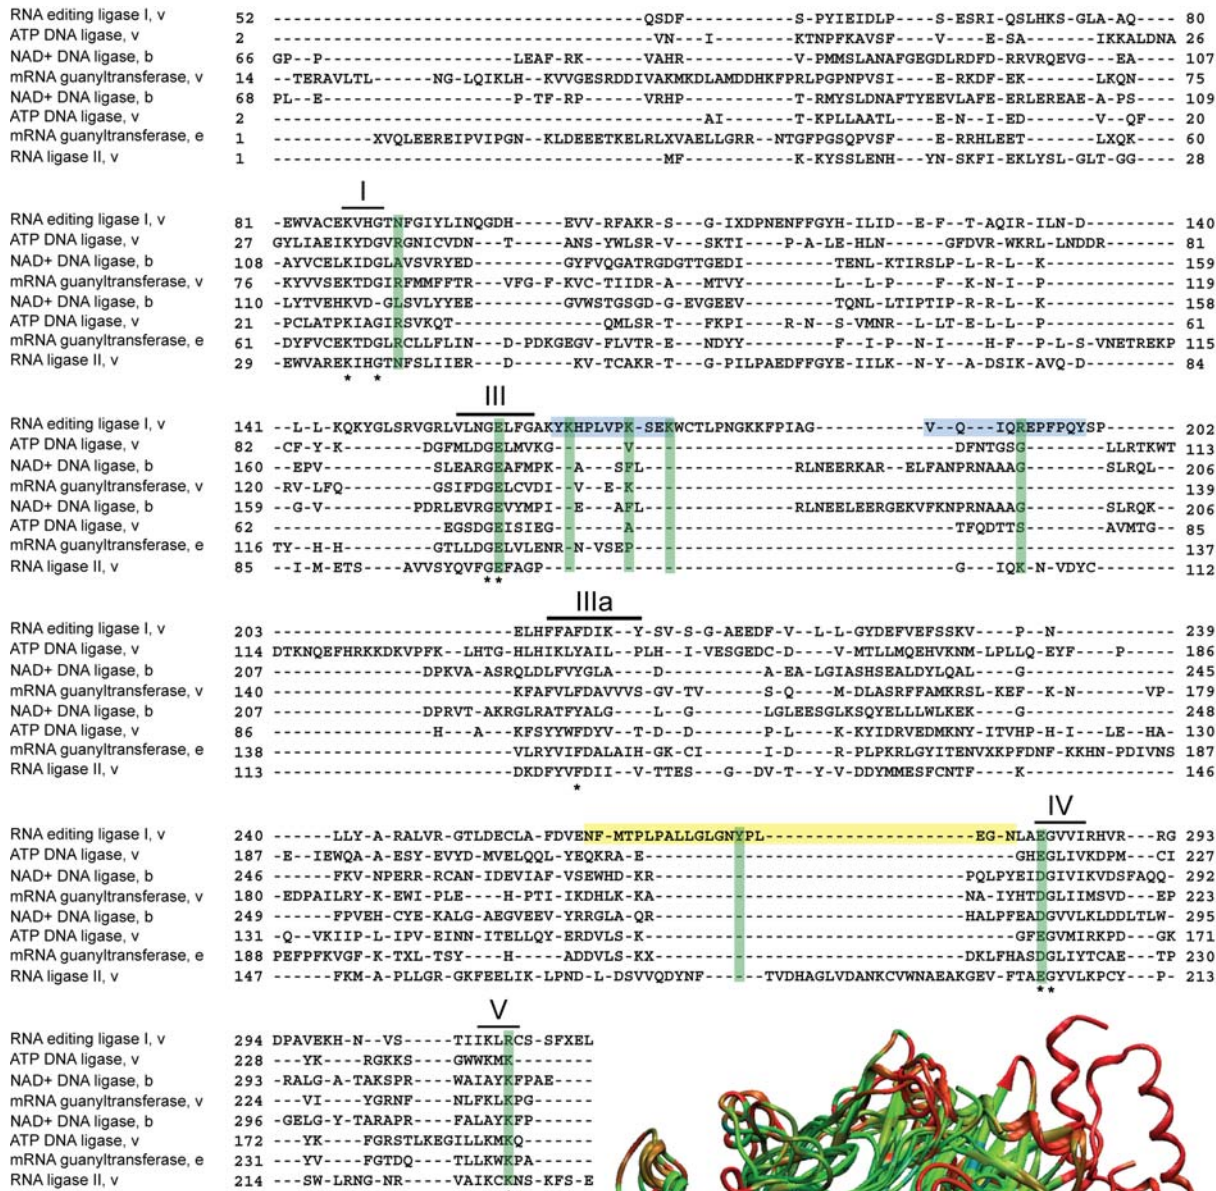 RNA editing ligase I, v 52 --------------------------------QSDF----------S-PYIEIDLP----S-ESRI-QSLHKS-GLA-AQ---- 80
ATP DNA ligase, v 2 ---------------------------------VN---I-----KTNPFKAVSF----V----E-SA-------IKKALDNA 26
NAD+ DNA ligase, b 66 GP--P-----------------LEAF-RK-----VAHR------V-PMMSLANAFGEGDLRDFD-RRVRQEVG---EA---- 107
mRNA guanyltransferase, v 14 --TERAVLTL-----NG-LQIKLH--KVVGESRDDIVAKMKDLAMDDHKFPRLPGPNPVSI----E-RKDF-EK-----LKQN---- 75
NAD+ DNA ligase, b 68 PL--E-----------------P-TF-RP-----VRHP-------T-RMYSLDNAFTYEEVLAFE-ERLEREAE-A-PS---- 109
ATP DNA ligase, v 2 -------------------------------------AI------T-KPLLAATL----E-N--I-ED-----V--QF-- 20
mRNA guanyltransferase, e 1 ---------XVQLEEREIPVIPGN--KLDEEETKELRLXVAELLGRR--NTGFPGSQPVSF----E-RRHLEET----LXQK---- 60
RNA ligase II, v 1 ----------------------------------MF----------K-KYSSLENH----YN-SKFI-EKLYSL-GLT-GG---- 28
I
RNA editing ligase I, v 81 -EWVACEKVHGTNFGIYLINQGDH-----EVV-RFAKR-S----G-IXDPNENFFGYH-ILID--E-F--T-AQIR-ILN-D----- 140
ATP DNA ligase, v 27 GYLIAEIKYDGVRGNICVDN---T-----ANS-YWLSR-V----SKTI----P-A-LE-HLN-----GFDVR-WKRL-LNDDR---- 81
NAD+ DNA ligase, b 108 -AYVCELKIDGLAVSVRYED---------GYFVQGATRGDGTTGEDI------TENL-KTIRSLP-L-R-L--K------------ 159
mRNA guanyltransferase, v 76 -KYVVSEKTDGIRFMMFFTR-----VFG-F-KVC-TIIDR-A---MTVY---------L-L-P-----F--K-N-I--P------- 119
NAD+ DNA ligase, b 110 -LYTVEHKVD-GLSVLYYEE---------GVWSTGSGD-G-EVGEEV------TQNL-LTIPTIP-R-R-L--K------------ 158
ATP DNA ligase, v 21 -PCLATPKIAGIRSVKQT-------------QMLSR-T---FKPI----R-N--S-VMNR--L-LT-E-L-L--P----------- 61
mRNA guanyltransferase, e 61 -DYFVCEKTDGLRCLLFLIN---D-PDKGEGV-FLVTR-E---NDYY---------F--I-P--N-I---H-F--P-L-S-VNETREKP 115
RNA ligase II, v 29 -EWVAREKIHGTNFSLIIER---D-----KV-TCAKR-T----G-PILPAEDFFGYE-IILK--N-Y--A-DSIK-AVQ-D------ 84
* *
III
RNA editing ligase I, v 141 --L-L-KQKYGLSRVGRLVLNGELFGAKYKHPLVPK-SEKWCTLPNGKKFPIAG----------V--Q---IQREPFPQYSP------ 202
ATP DNA ligase, v 82 --CF-Y-K--------DGFMLDGELMVKG-------V---------------------------DFNTGSG--------LLRTKWT 113
NAD+ DNA ligase, b 160 --EPV----------SLEARGEAFMPK--A---SFL------------RLNEERKAR--ELFANPRNAAAG------SLRQL-- 206
mRNA guanyltransferase, v 120 -RV-LFQ--------GSIFDGELCVDI--V--E-K------------------------------------------------ 139
NAD+ DNA ligase, b 159 --G-V---------PDRLEVRGEVYMPI--E---AFL------------RLNEELEERGEKVFKNPRNAAAG------SLRQK-- 206
ATP DNA ligase, v 62 --------------EGSDGEISIEG-------A---------------------------TFQDTTS--------AVMTG-- 85
mRNA guanyltransferase, e 116 TY--H-H--------GTLLDGELVLENR-N-VSEP------------------------------------------------ 137
RNA ligase II, v 85 --I-M-ETS----AVVSYQVFGEFAGP------------------------------------G---IQK-N-VDYC------- 112
**
IIIa
RNA editing ligase I, v 203 ---------------------ELHFFAFDIK--Y-SV-S-G-AEEDF-V--L-L-GYDEFVEFSSKV----P--N----------- 239
ATP DNA ligase, v 114 DTKNQEFHRKKDKVPFK--LHTG-HLHIKLYAIL--PLH--I-VESGEDC-D---V-MTLLMQEHVKNM-LPLLQ-EYF----P----- 186
NAD+ DNA ligase, b 207 -------------DPKVA-ASRQLDLFVYGLA---D--------A-EA-LGIASHSEALDYLQAL---G------------- 245
mRNA guanyltransferase, v 140 ---------------------KFAFVLFDAVVVS-GV-TV------S-Q----M-DLASRFFAMKRSL-KEF--K-N------VP- 179
NAD+ DNA ligase, b 207 -------------DPRVT-AKRGLRATFYALG----L--G------LGLEESGLKSQYELLLWLKEK----G------------- 248
ATP DNA ligase, v 86 --------------H--A----KFSYYWFDYV--T-D--D-----P-L----K-KYIDRVEDMKNY-ITVHP-H-I---LE--HA- 130
mRNA guanyltransferase, e 138 ---------------------VLRYVIFDALAIH-GK-CI------I-D---R-PLPKRLGYITENVXKPFDNF-KKHN-PDIVNS 187
RNA ligase II, v 113 ---------------------DKDFYVFDII--V-TTES---G--DV-T--Y-V-DDYMMESFCNTF----K-------------- 146
*
IV
RNA editing ligase I, v 240 -----LLY-A-RALVR-GTLDECLA-FDVENF-MTPLPALLGLGNYPL-------------------EG-NLAEGVVIRHVR---RG 293
ATP DNA ligase, v 187 -E--IEWQA-A-ESY-EVYD-MVELQQL-YEQKRA-E---------------------------------GHEGLIVKDPM---CI 227
NAD+ DNA ligase, b 246 -------FKV-NPERR-RCAN-IDEVIAF-VSEWHD-KR-----------------------------PQLPYEIDGIVIKVDSFAQQ- 292
mRNA guanyltransferase, v 180 -EDPAILRY-K-EWI-PLE---H-PTI-IKDHLK-KA-----------------------------NA-IYHTDGLIIMSVD---EP 223
NAD+ DNA ligase, b 249 -------FPVEH-CYE-KALG-AEGVEEV-YRRGLA-QR-----------------------------HALPFEADGVVLKLDDLTLW- 295
ATP DNA ligase, v 131 -Q--VKIIP-L-IPV-EINN-ITELLQY-ERDVLS-K---------------------------------GFEGVMIRKPD---GK 171
mRNA guanyltransferase, e 188 PEFPFKVGF-K-TXL-TSY---H----ADDVLS-KX-----------------------------DKLFHASDGLIYTCAE---TP 230
RNA ligase II, v 147 -------FKM-A-PLLGR-GKFEELIK-LPND-L-DSVVQDYNF-----TVDHAGLVDANKCVWNAEAKGEV-FTAEGYVLKPCY---P- 213
**
V
RNA editing ligase I, v 294 DPAVEKH-N--VS-----TIIKLRCS-SFXEL
ATP DNA ligase, v 228 ---YK----RGKKS----GWWKMK--------
NAD+ DNA ligase, b 293 -RALG-A-TAKSPR----WAIAYKFPAE----
mRNA guanyltransferase, v 224 ---VI----YGRNF----NLFKLKPG------
NAD+ DNA ligase, b 296 -GELG-Y-TARAPR----FALAYKFP------
ATP DNA ligase, v 172 ---YK----FGRSTLKEGILLKMKQ-------
mRNA guanyltransferase, e 231 ---YV----FGTDQ----TLLKWKPA------
RNA ligase II, v 214 ---SW-LRNG-NR-----VAIKCKNS-KFS-E